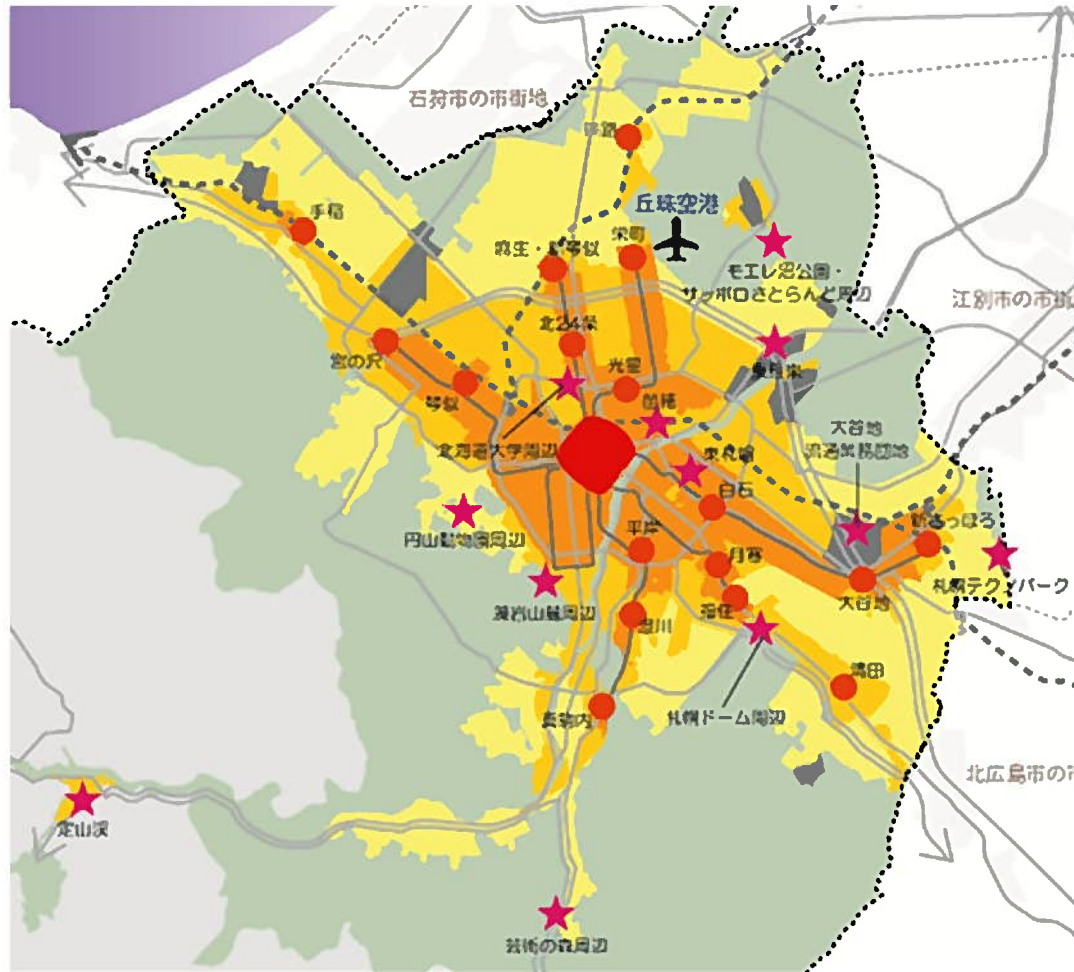 石狩市の市街地
篠路
丘珠空港
手稲
麻生・新琴似
栄町
モエレ沼公園・
サッポロさとらんど周辺
江別市の市街
北24条
宮の沢
琴似
光星
苗穂
東雁来
北海道大学周辺
大谷地
流通業務団地
東札幌
白石
新さっぽろ
円山動物園周辺
平岸
月寒
札幌テクノパーク
大谷地
藻岩山麓周辺
澄川
福住
清田
真駒内
札幌ドーム周辺
北広島市の
定山渓
芸術の森周辺